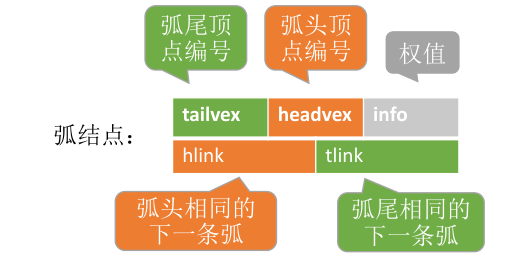 弧尾顶
点编号
弧头顶
点编号
权值
弧结点：
tailvex headvex info
hlink tlink
弧头相同的
下一条弧
弧尾相同的
下一条弧